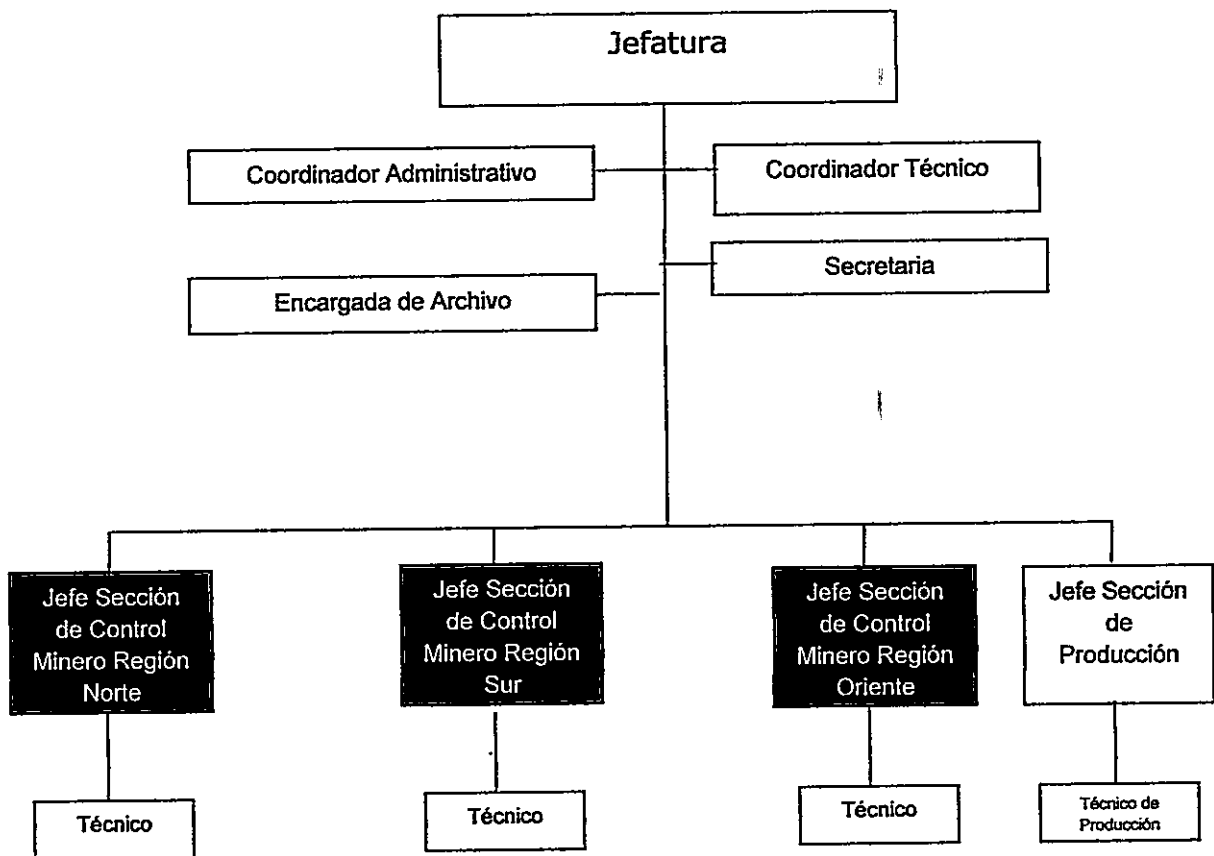 Jefatura
Coordinador Administrativo
Coordinador Técnico
Secretaria
Encargada de Archivo
Jefe Sección
de Control
Minero Región
Norte
Jefe Sección
de Control
Minero Región
Sur
Jefe Sección
de Control
Minero Región
Oriente
Jefe Sección
de
Producción
Técnico
Técnico
Técnico
Técnico de
Producción